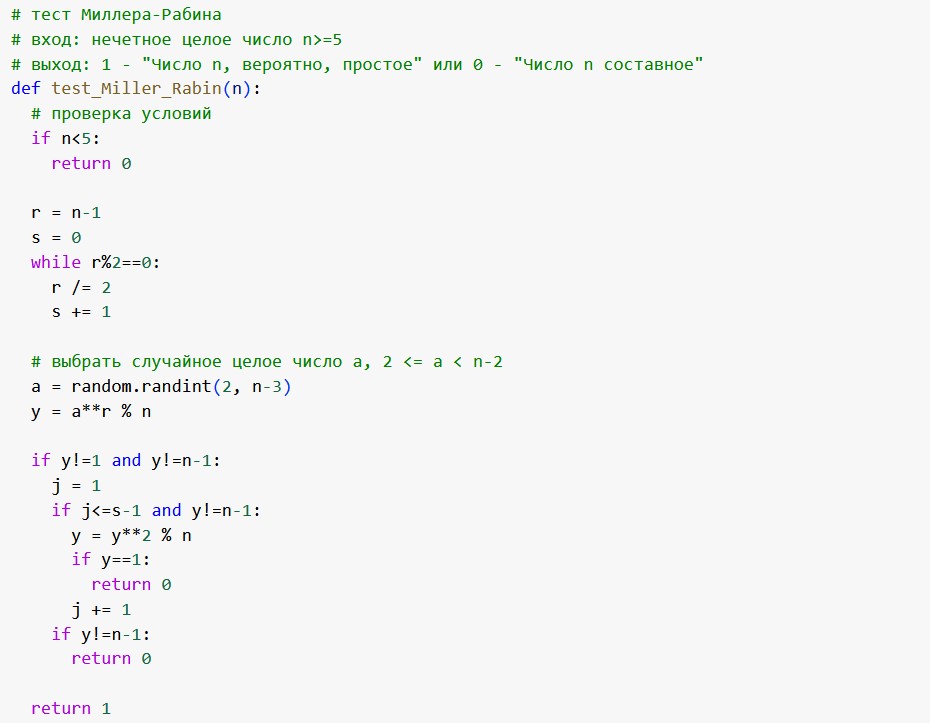 # тест Миллера-Рабина
# вход: нечетное целое число n>=5
# выход: 1 - "Число n, вероятно, простое" или 0 - "Число n составное"
def test_Miller_Rabin(n):
  # проверка условий
  if n<5:
    return 0

  r = n-1
  s = 0
  while r%2==0:
    r /= 2
    s += 1

  # выбрать случайное целое число a, 2 <= a < n-2
  a = random.randint(2, n-3)
  y = a**r % n

  if y!=1 and y!=n-1:
    j = 1
    if j<=s-1 and y!=n-1:
      y = y**2 % n
      if y==1:
        return 0
      j += 1
    if y!=n-1:
      return 0

  return 1